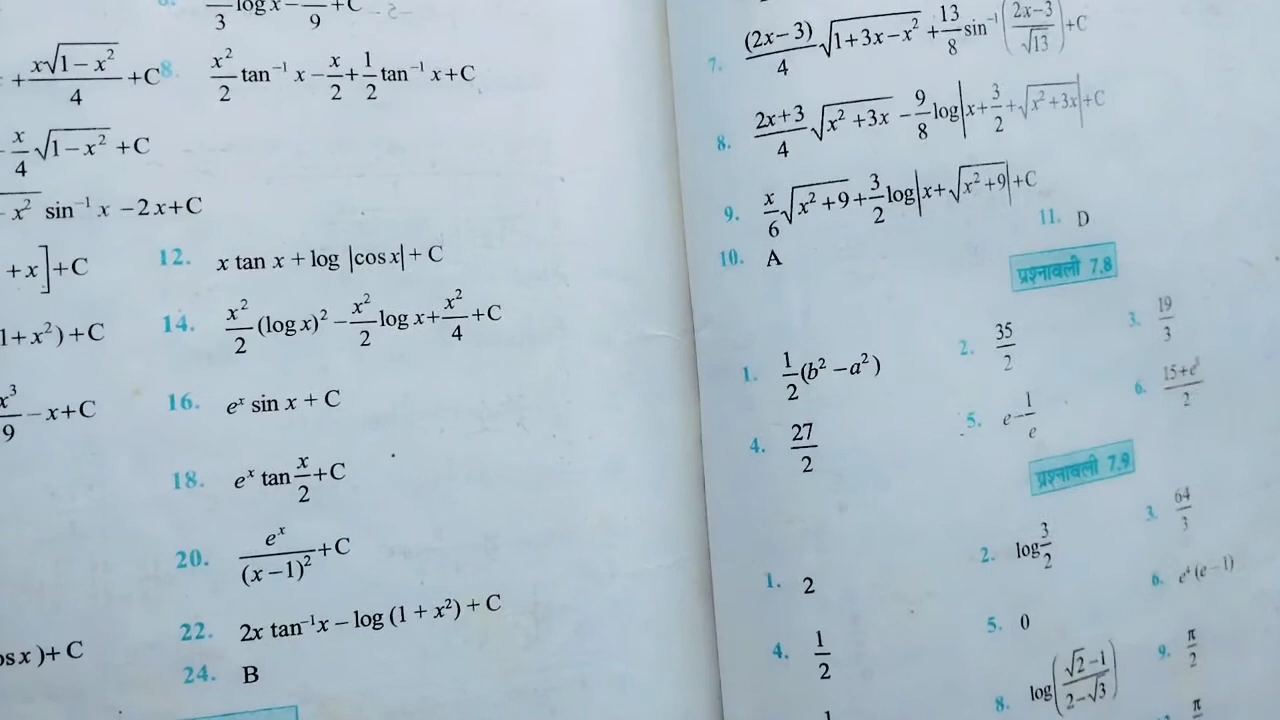 /3 log x − /9 + C
+ x√(1−x²)/4 + C
8. x²/2 tan⁻¹ x − x/2 + 1/2 tan⁻¹ x + C
− x/4 √(1−x²) + C
x² sin⁻¹ x − 2x + C
+x] + C
12. x tan x + log |cos x| + C
1+x²) + C
14. x²/2 (log x)² − x²/2 log x + x²/4 + C
x³/9 − x + C
16. eˣ sin x + C
18. eˣ tan x/2 + C
20. eˣ/(x−1)² + C
22. 2x tan⁻¹x − log (1 + x²) + C
os x) + C
24. B
7. (2x−3)/4 √(1+3x−x²) + 13/8 sin⁻¹ ((2x−3)/√13) + C
8. (2x+3)/4 √(x²+3x) − 9/8 log |x + 3/2 + √(x²+3x)| + C
9. x/6 √(x²+9) + 3/2 log |x + √(x²+9)| + C
10. A 11. D
प्रश्नावली 7.8
1. 1/2 (b² − a²) 2. 35/2 3. 19/3
4. 27/2 5. e − 1/e 6. 
प्रश्नावली 7.9
1. 2 2. log 3/2 3. 64/3
4. 1/2 5. 0 6. e⁴ (e−1)
8. log((√2−1)/(2−√3)) 9. π/2